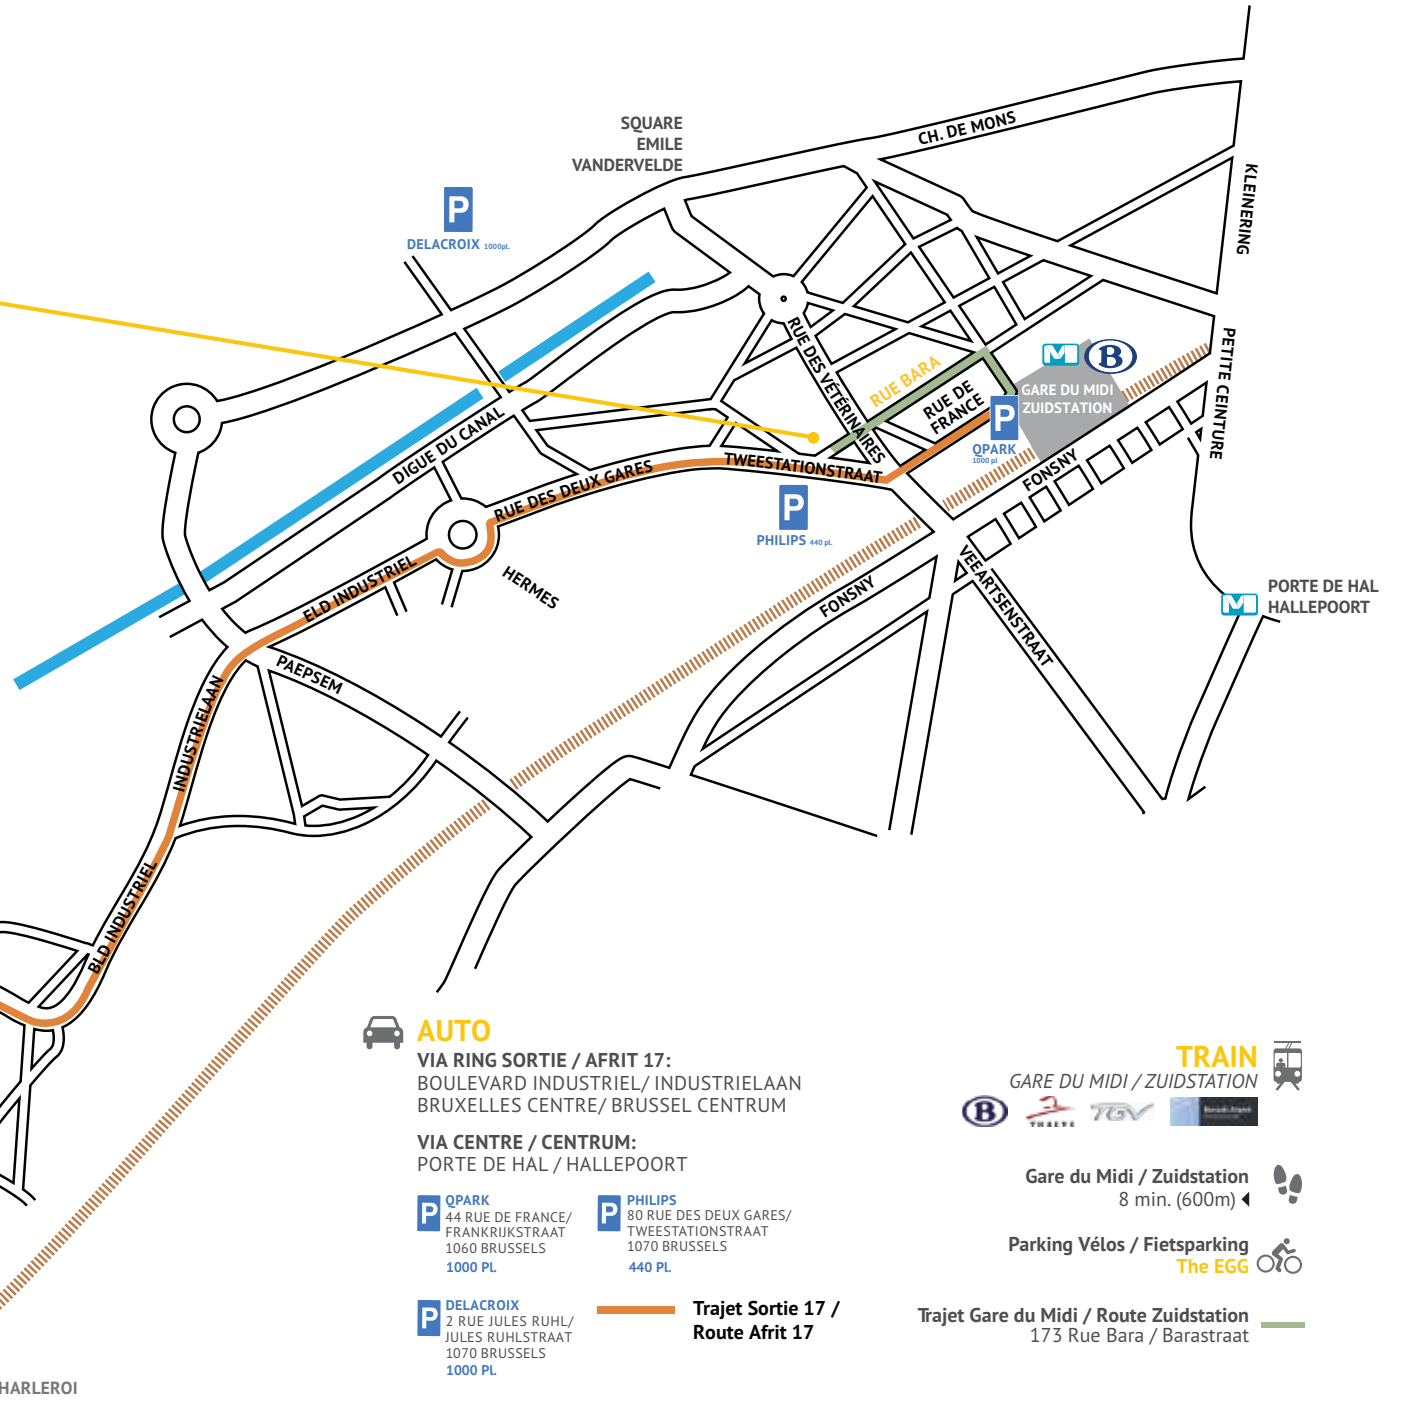 SQUARE
EMILE
VANDERVELDE
CH. DE MONS
KLEINERING
PETITE CEINTURE
P
DELACROIX 1000pl.
RUE DES VÉTÉRINAIRES
RUE BARA
RUE DE
FRANCE
M
B
GARE DU MIDI
ZUIDSTATION
P
QPARK
1000 pl
FONSNY
DIGUE DU CANAL
RUE DES DEUX GARES
TWEESTATIONSTRAAT
P
PHILIPS 440 pl.
HERMES
ELD INDUSTRIEL
FONSNY
VEEARTSENSTRAAT
M
PORTE DE HAL
HALLEPOORT
PAEPSEM
INDUSTRIELAAN
BLD INDUSTRIEL
AUTO
VIA RING SORTIE / AFRIT 17:
BOULEVARD INDUSTRIEL/ INDUSTRIELAAN
BRUXELLES CENTRE/ BRUSSEL CENTRUM
VIA CENTRE / CENTRUM:
PORTE DE HAL / HALLEPOORT
P
QPARK
44 RUE DE FRANCE/
FRANKRIJKSTRAAT
1060 BRUSSELS
1000 Pl.
P
PHILIPS
80 RUE DES DEUX GARES/
TWEESTATIONSTRAAT
1070 BRUSSELS
440 PL.
P
DELACROIX
2 RUE JULES RUHL/
JULES RUHLSTRAAT
1070 BRUSSELS
1000 PL.
Trajet Sortie 17 /
Route Afrit 17
TRAIN
GARE DU MIDI / ZUIDSTATION
B
THALYS
TGV
Gare du Midi / Zuidstation
8 min. (600m)
Parking Vélos / Fietsparking
The EGG
Trajet Gare du Midi / Route Zuidstation
173 Rue Bara / Barastraat
HARLEROI